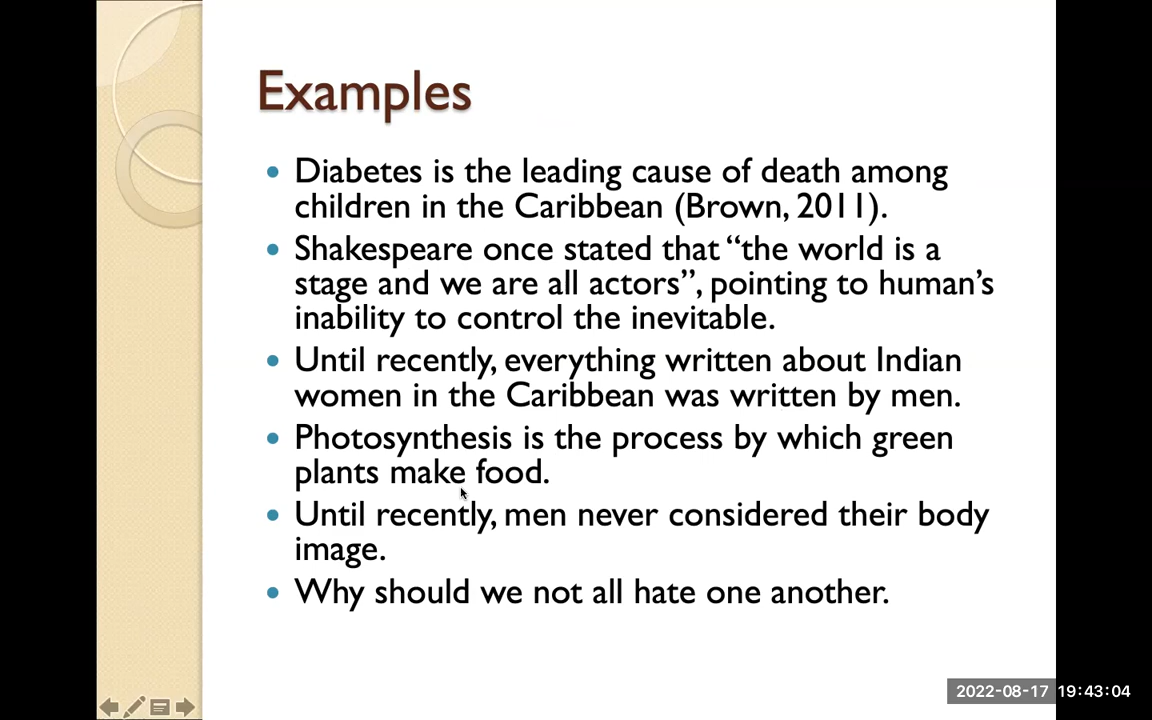 Examples
Diabetes is the leading cause of death among
children in the Caribbean (Brown, 2011).
Shakespeare once stated that “the world is a
stage and we are all actors”, pointing to human’s
inability to control the inevitable.
Until recently, everything written about Indian
women in the Caribbean was written by men.
Photosynthesis is the process by which green
plants make food.
Until recently, men never considered their body
image.
Why should we not all hate one another.
2022-08-17 19:43:04